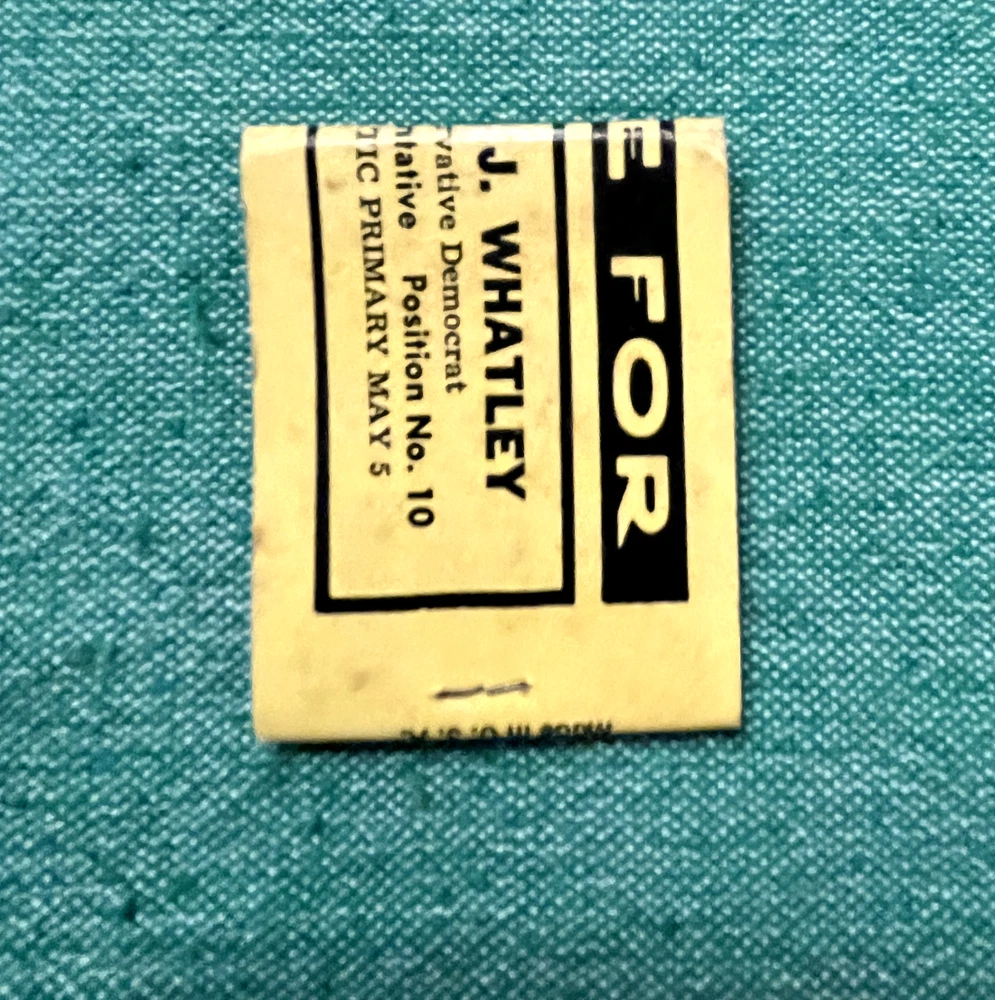 E FOR
J. WHATLEY
vative Democrat
ntative Position No. 10
TIC PRIMARY MAY 5